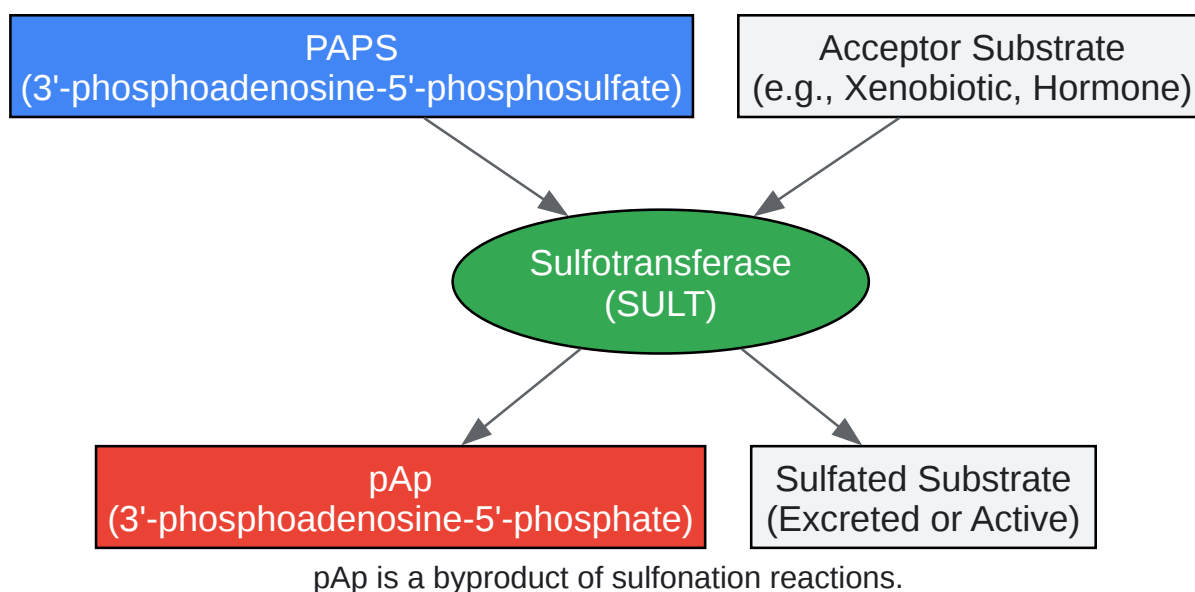 PAPS
(3'-phosphoadenosine-5'-phosphosulfate)
Acceptor Substrate
(e.g., Xenobiotic, Hormone)
Sulfotransferase
(SULT)
pAp
(3'-phosphoadenosine-5'-phosphate)
Sulfated Substrate
(Excreted or Active)
pAp is a byproduct of sulfonation reactions.